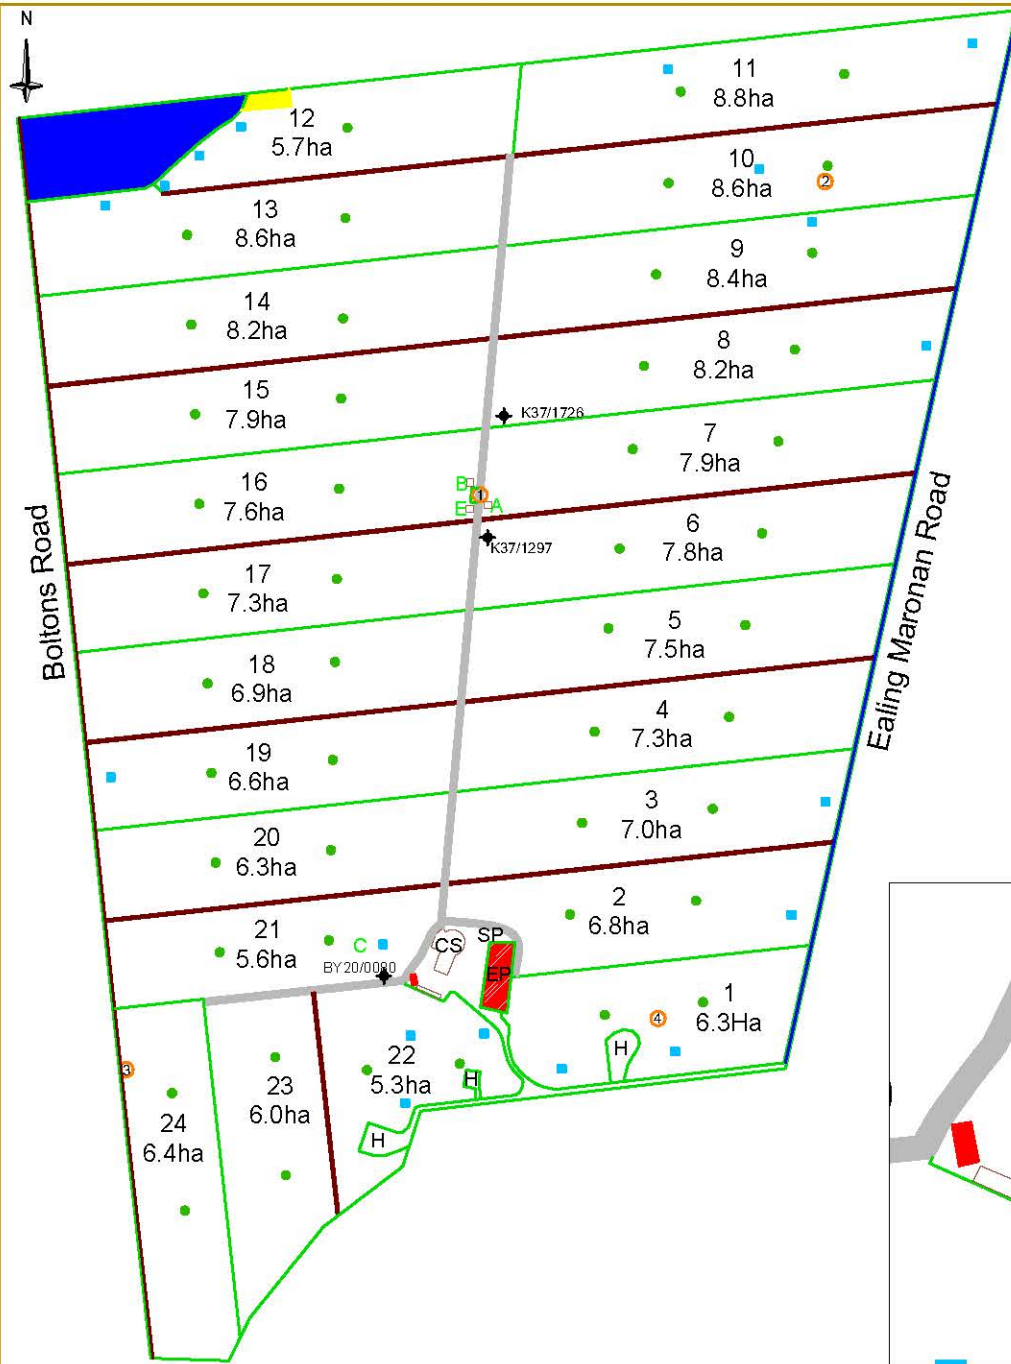 N
11
8.8ha
12
5.7ha
10
8.6ha
2
13
8.6ha
9
8.4ha
14
8.2ha
8
8.2ha
15
7.9ha
K37/1726
7
7.9ha
16
7.6ha
B
1
E
A
K37/1297
6
7.8ha
Boltons Road
Ealing Maronan Road
17
7.3ha
5
7.5ha
18
6.9ha
4
7.3ha
19
6.6ha
3
7.0ha
20
6.3ha
2
6.8ha
21
5.6ha
C
BY20/0080
CS
SP
EP
1
6.3Ha
4
3
22
5.3ha
H
H
H
23
6.0ha
24
6.4ha